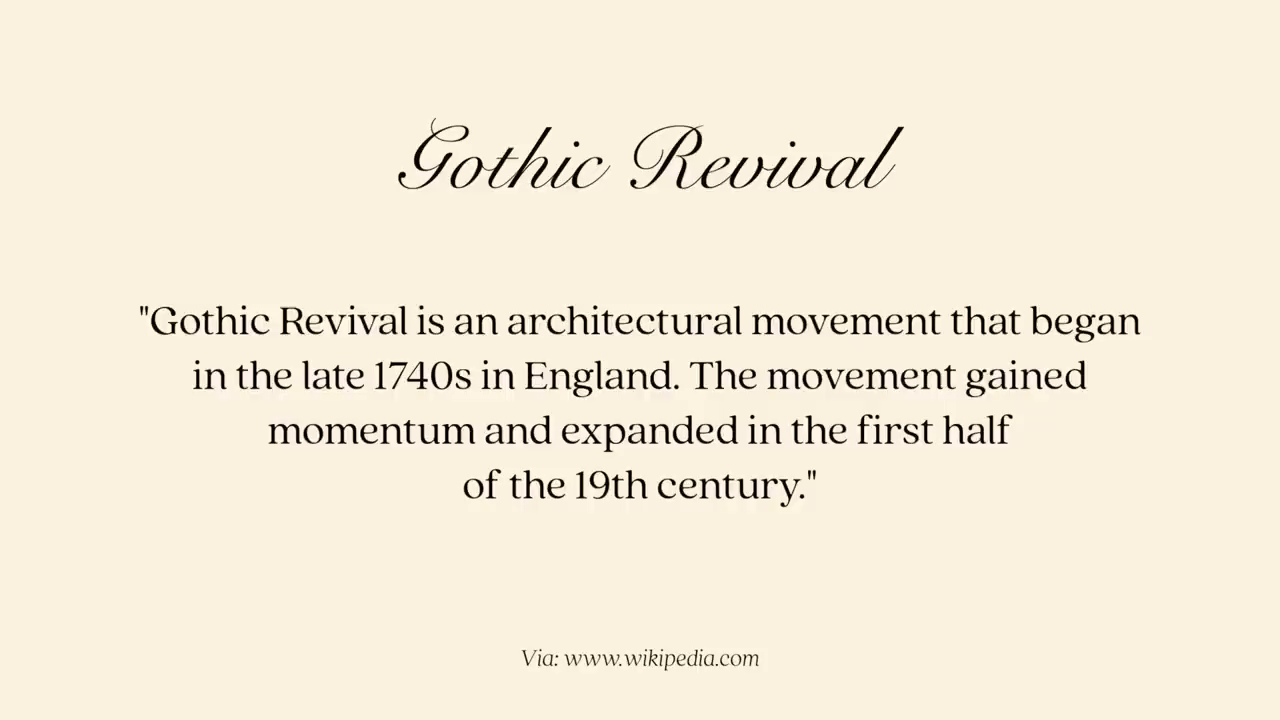 Gothic Revival
"Gothic Revival is an architectural movement that began
in the late 1740s in England. The movement gained
momentum and expanded in the first half
of the 19th century."
Via: www.wikipedia.com